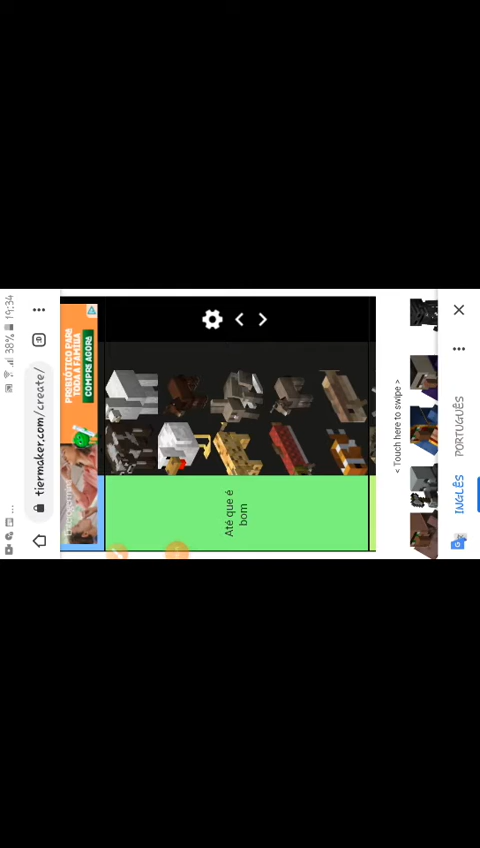 19:34
38%
tiermaker.com/create/
PROBIÓTICO PARA
TODA A FAMÍLIA
COMPRE AGORA
Até que é
bom
< Touch here to swipe >
INGLÊS
PORTUGUÊS